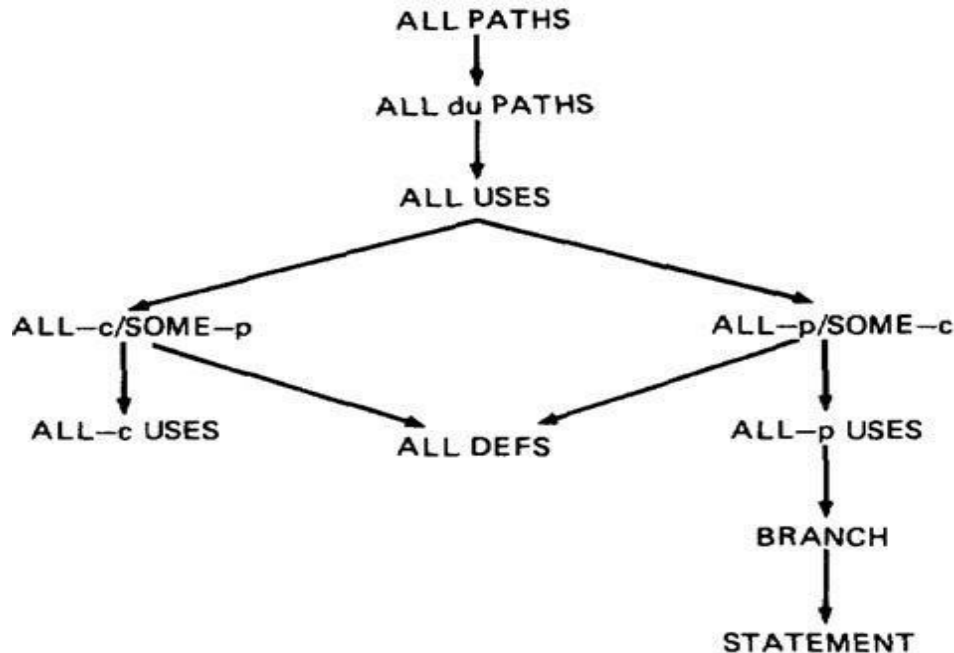 ALL PATHS
ALL du PATHS
ALL USES
ALL–c/SOME–p
ALL–p/SOME–c
ALL–c USES
ALL DEFS
ALL–p USES
BRANCH
STATEMENT